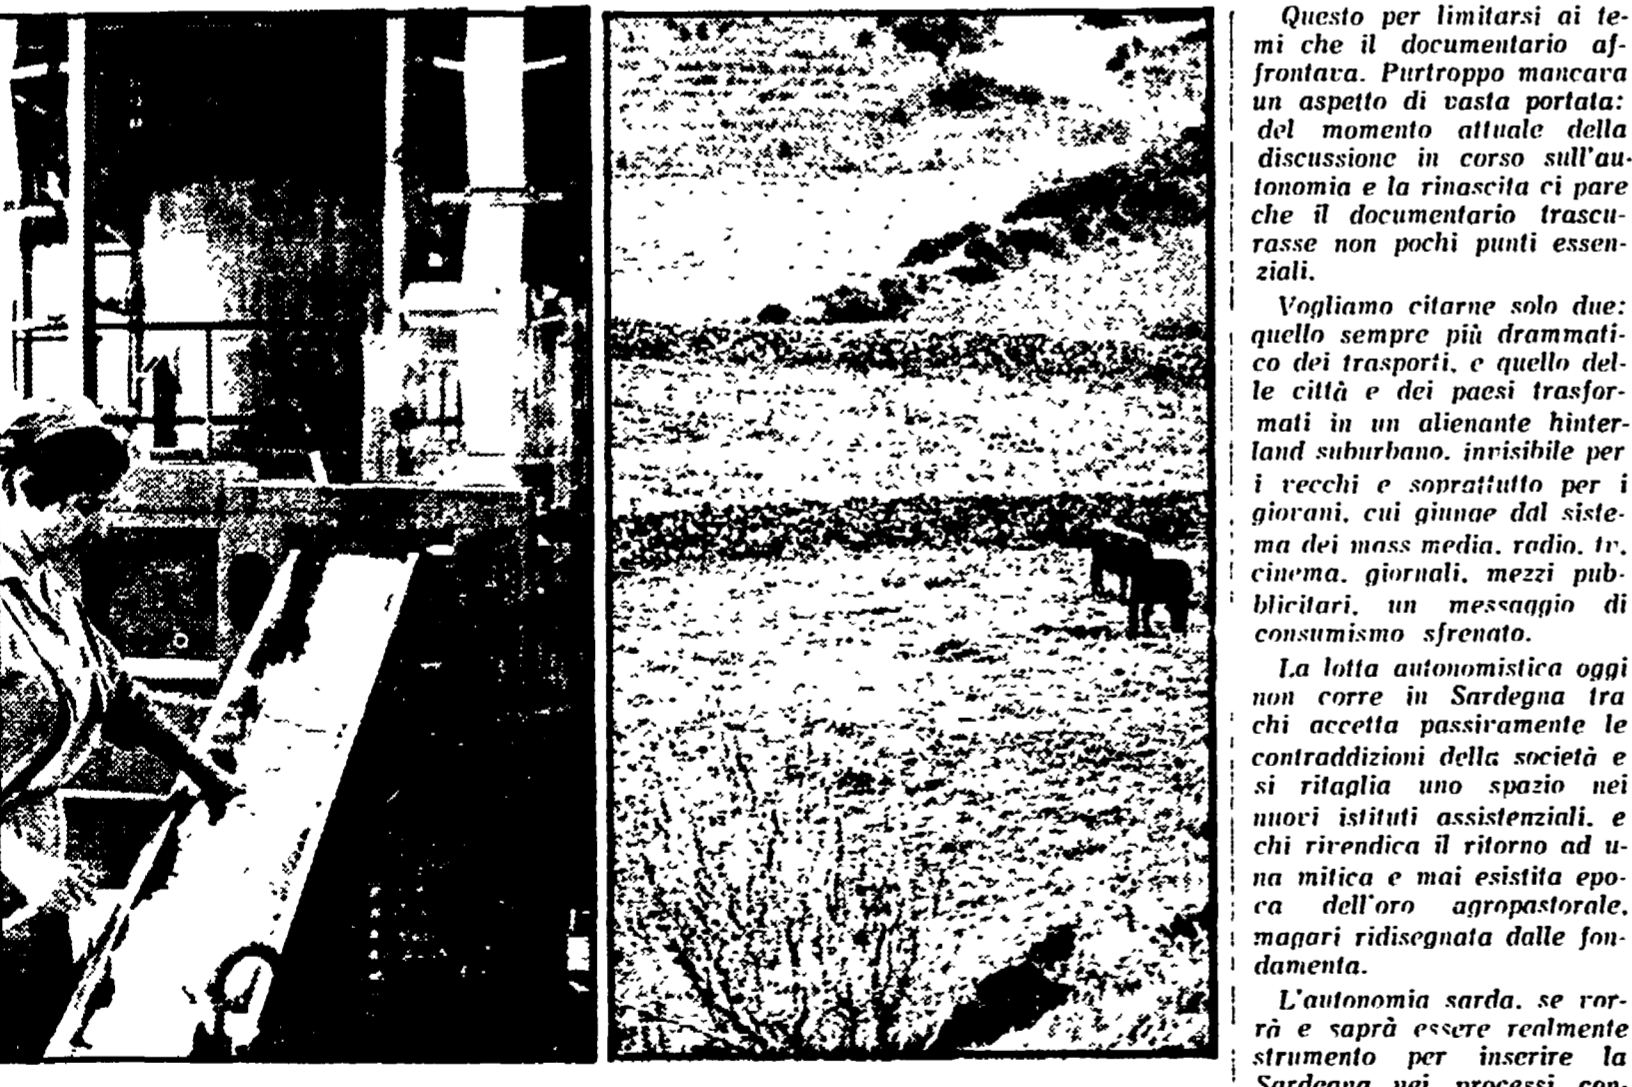 Questo per limitarsi ai te-
mi che il documentario af-
frontava. Purtroppo mancava
un aspetto di vasta portata:
del momento attuale della
discussione in corso sull'au-
tonomia e la rinascita ci pare
che il documentario trascu-
rasse non pochi punti essen-
ziali.
Vogliamo citarne solo due:
quello sempre più drammati-
co dei trasporti, e quello del-
le città e dei paesi trasfor-
mati in un alienante hinter-
land suburbano, invisibile per
i vecchi e soprattutto per i
giovani, cui giunge dal siste-
ma dei mass media, radio, tv,
cinema, giornali, mezzi pub-
blicitari, un messaggio di
consumismo sfrenato.
La lotta autonomistica oggi
non corre in Sardegna tra
chi accetta passivamente le
contraddizioni della società e
si ritaglia uno spazio nei
nuovi istituti assistenziali, e
chi rivendica il ritorno ad u-
na mitica e mai esistita epo-
ca dell'oro agropastorale,
magari ridisegnata dalle fon-
damenta.
L'autonomia sarda, se vor-
rà e saprà essere realmente
strumento per inserire la
Sardegna nei processi con-